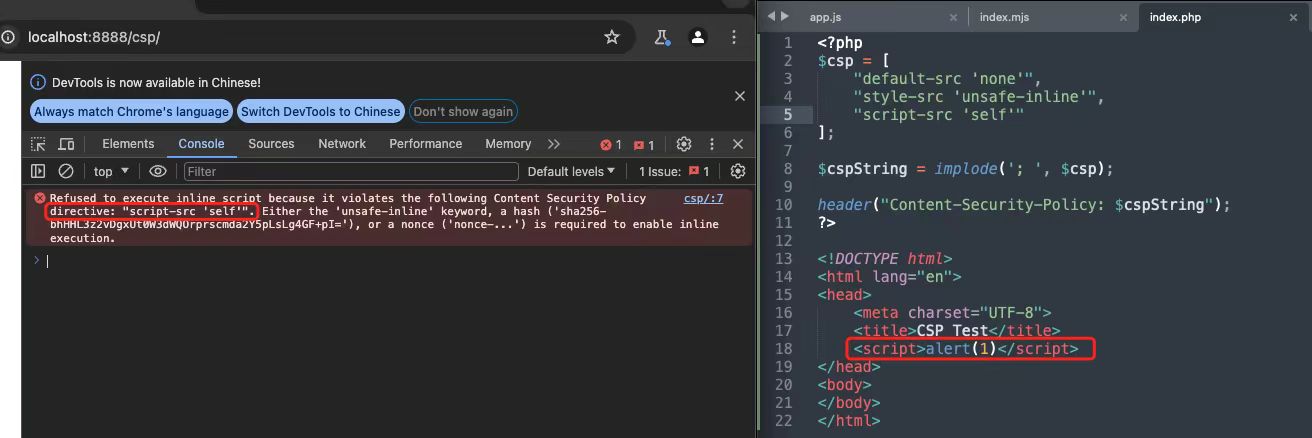 localhost:8888/csp/
DevTools is now available in Chinese!
Always match Chrome's language
Switch DevTools to Chinese
Don't show again
Elements
Console
Sources
Network
Performance
Memory
1
1
top
Filter
Default levels
1 Issue:
1
Refused to execute inline script because it violates the following Content Security Policy
csp/:7
directive: "script-src 'self'". Either the 'unsafe-inline' keyword, a hash ('sha256-
bhHHL3z2vDgxUt0W3dWQOrprscmda2Y5pLsLg4GF+pI='), or a nonce ('nonce-...') is required to enable inline
execution.
app.js
index.mjs
index.php
1 <?php
2 $csp = [
3 "default-src 'none'",
4 "style-src 'unsafe-inline'",
5 "script-src 'self'"
6 ];
7
8 $cspString = implode('; ', $csp);
9
10 header("Content-Security-Policy: $cspString");
11 ?>
12
13 <!DOCTYPE html>
14 <html lang="en">
15 <head>
16 <meta charset="UTF-8">
17 <title>CSP Test</title>
18 <script>alert(1)</script>
19 </head>
20 <body>
21 </body>
22 </html>